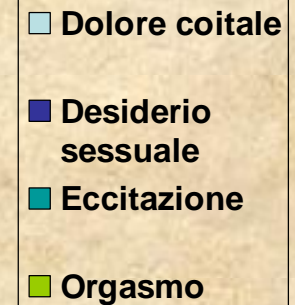 Dolore coitale
Desiderio
sessuale
Eccitazione
Orgasmo